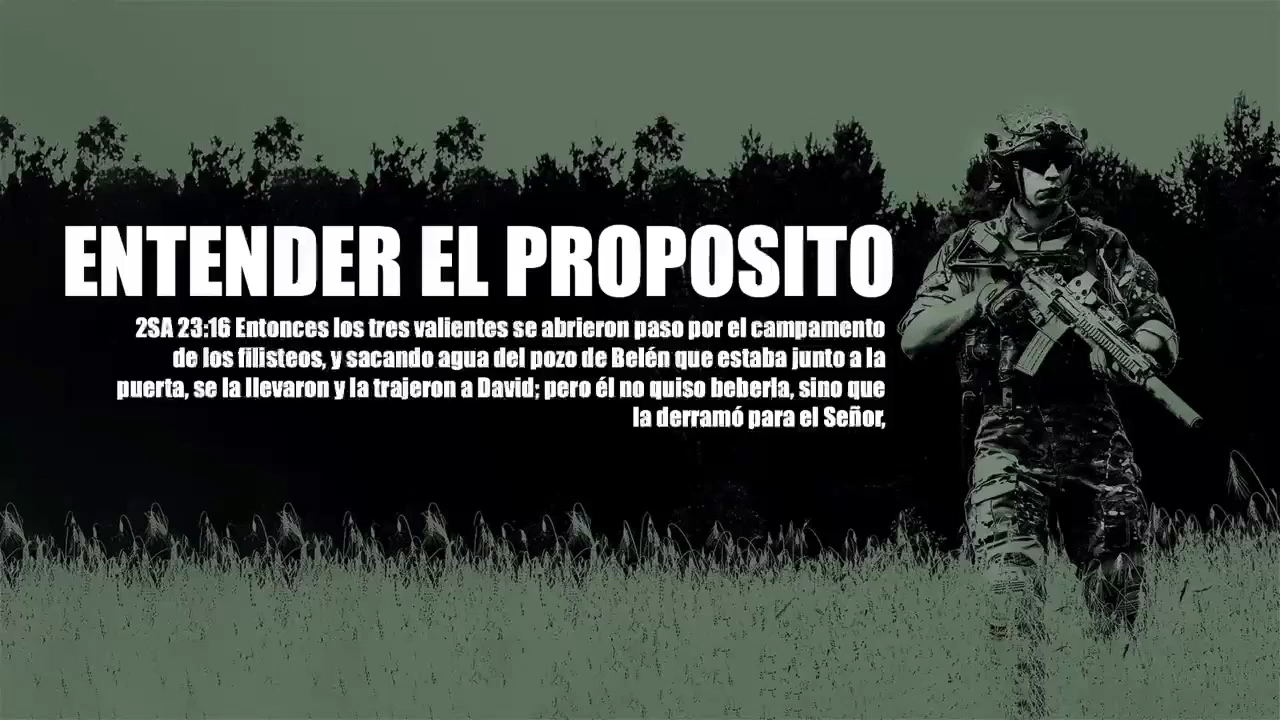 ENTENDER EL PROPOSITO
2SA 23:16 Entonces los tres valientes se abrieron paso por el campamento
de los filisteos, y sacando agua del pozo de Belén que estaba junto a la
puerta, se la llevaron y la trajeron a David; pero él no quiso beberla, sino que
la derramó para el Señor,